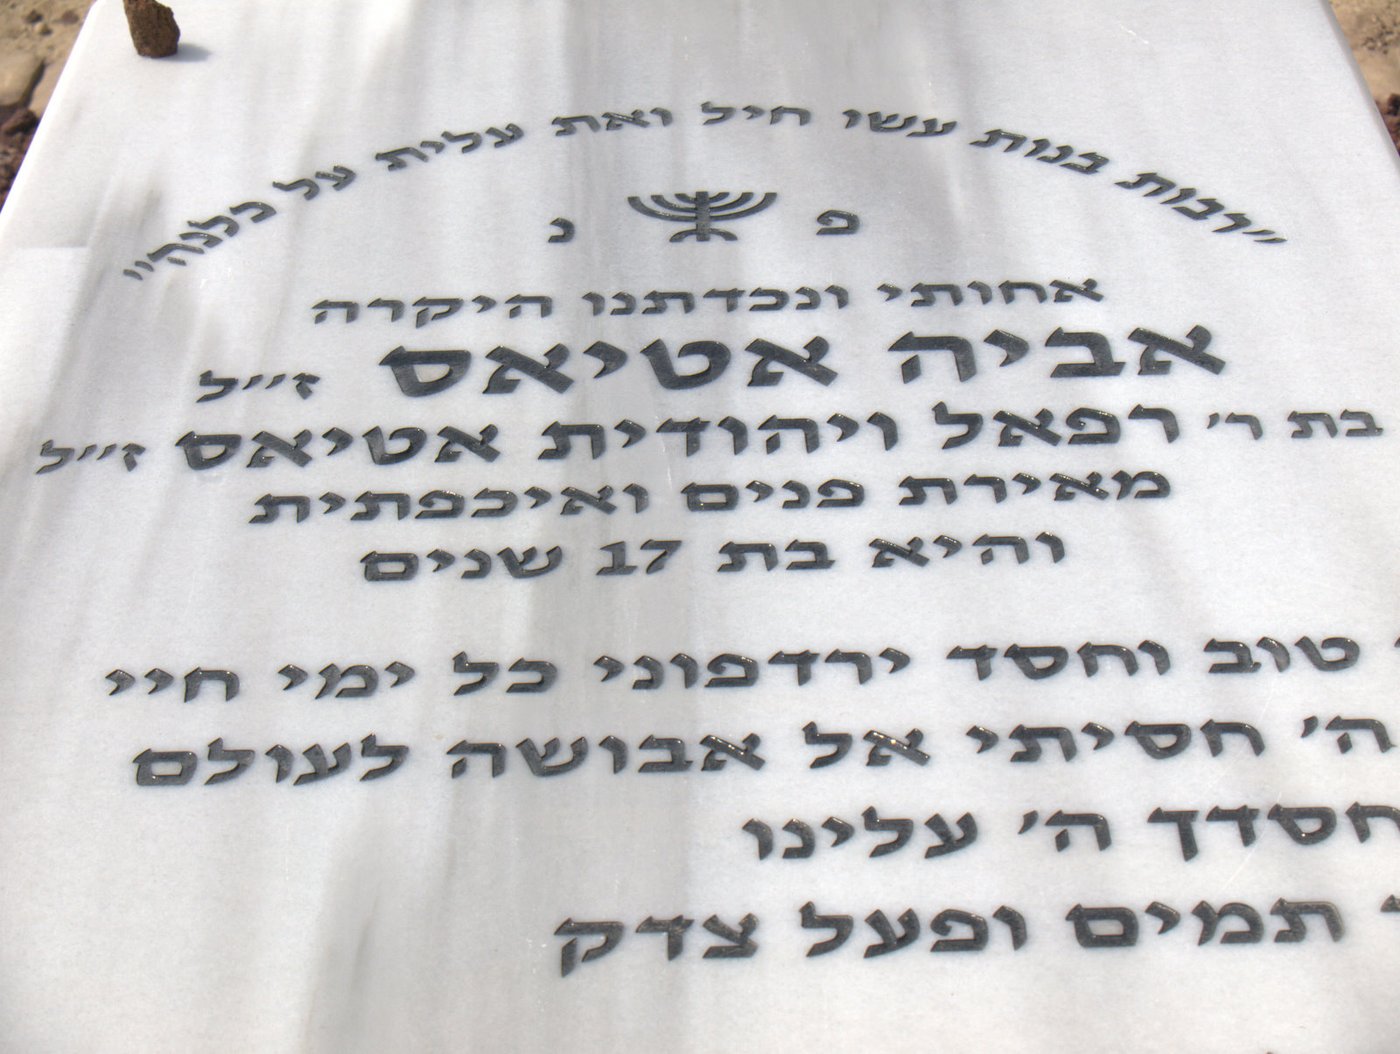 "רבות בנות עשו חיל ואת עלית על כלנה"
פ נ
אחותי ונכדתנו היקרה
אביה אטיאס ז"ל
בת ר' רפאל ויהודית אטיאס ז"ל
מאירת פנים ואיכפתית
והיא בת 17 שנים
טוב וחסד ירדפוני כל ימי חיי
ה' חסיתי אל אבושה לעולם
חסדך ה' עלינו
תמים ופעל צדק